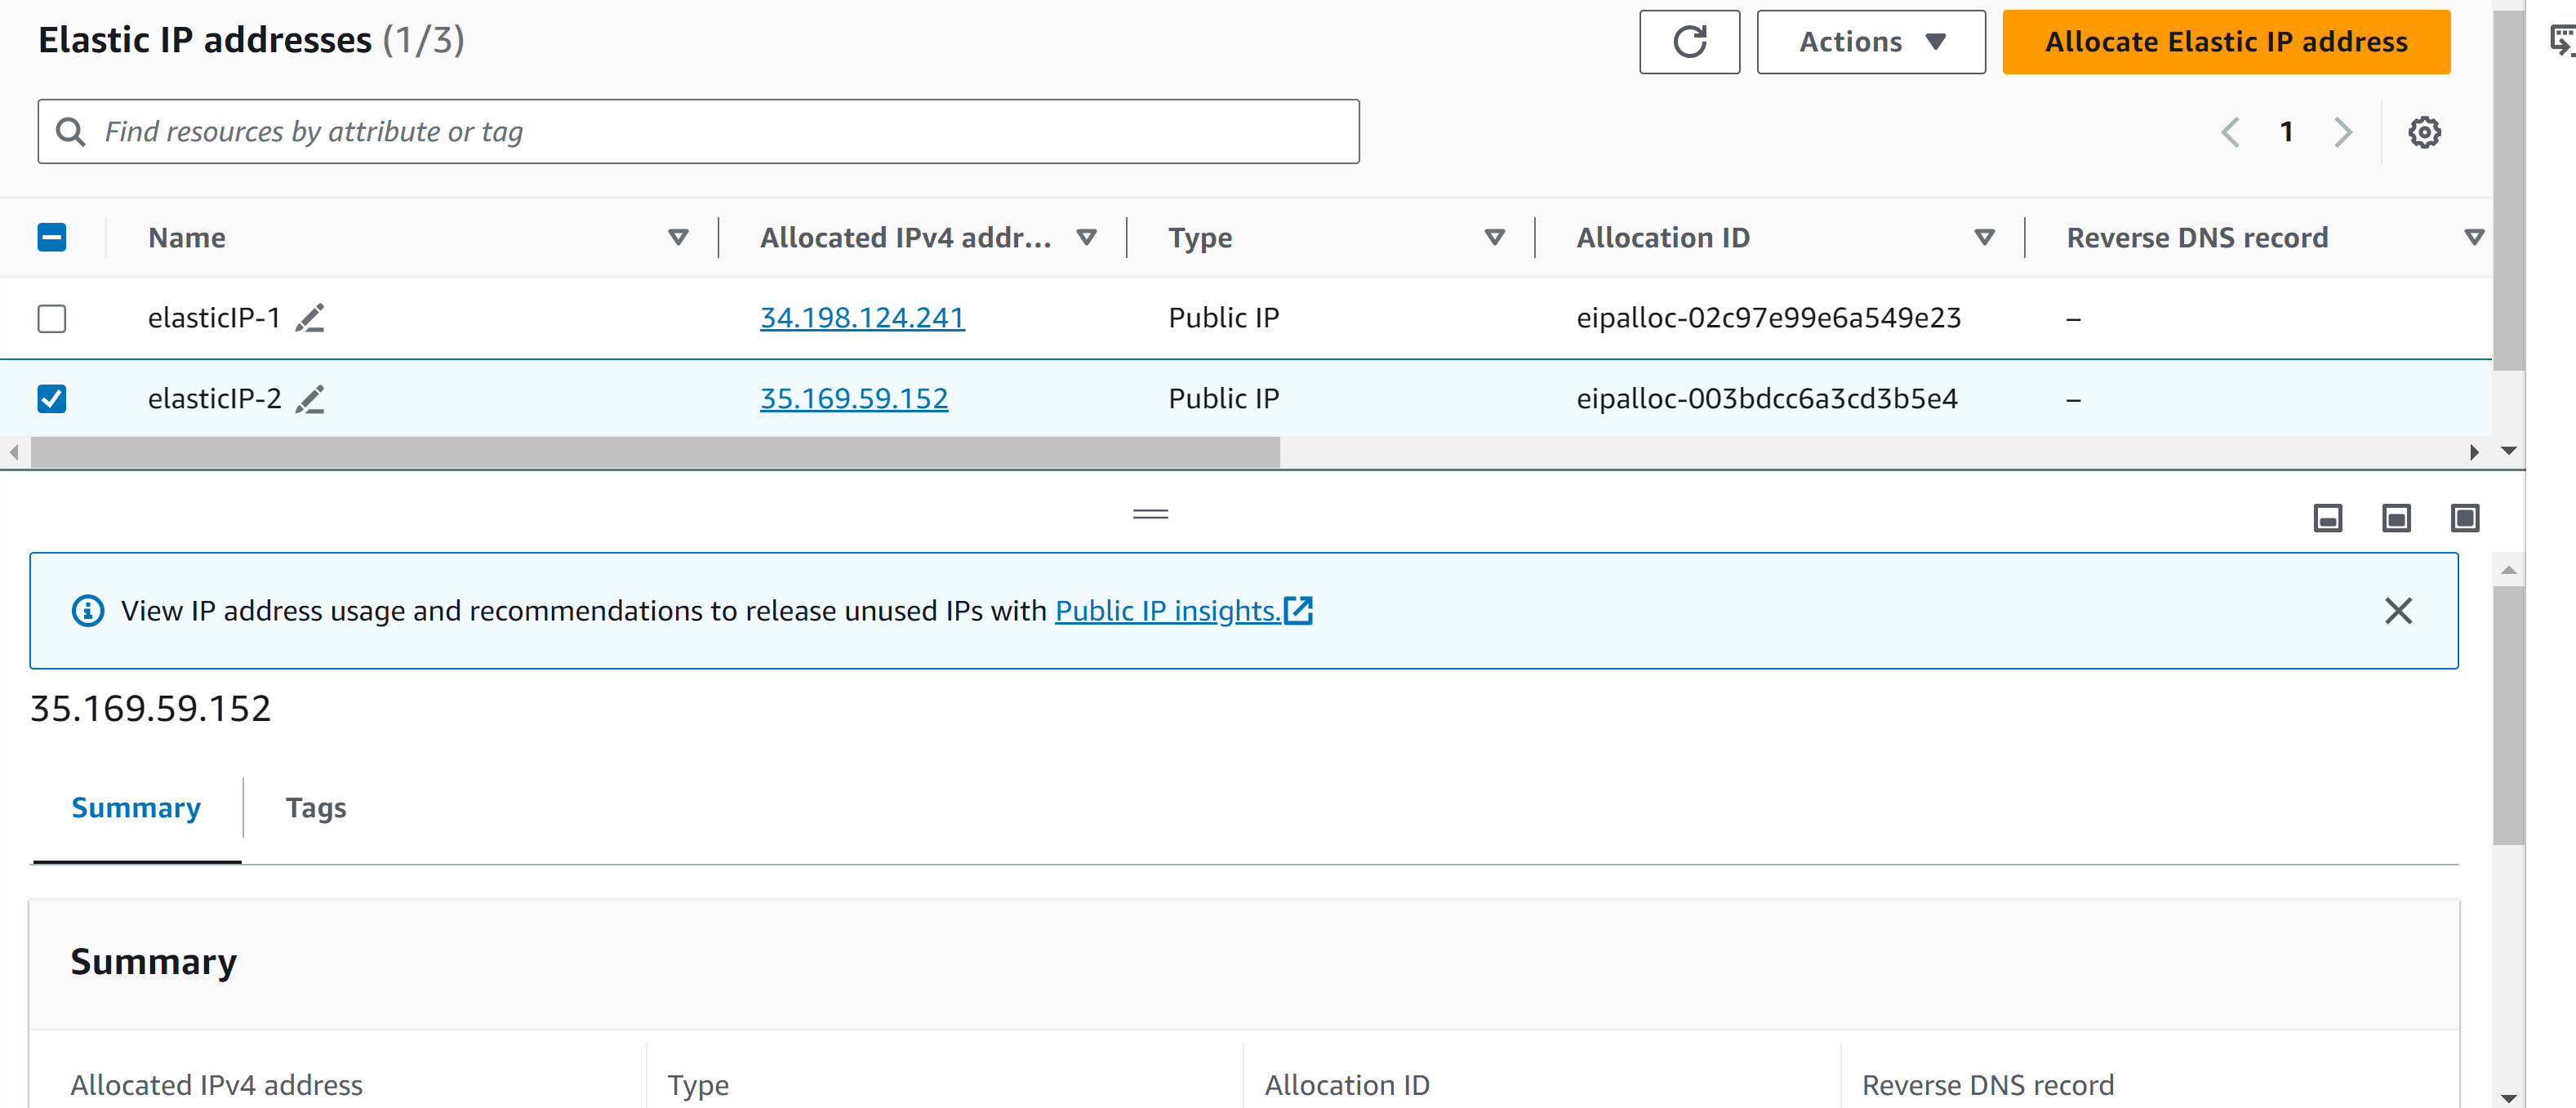 Elastic IP addresses (1/3)
Actions
Allocate Elastic IP address
Find resources by attribute or tag
1
Name
Allocated IPv4 addr...
Type
Allocation ID
Reverse DNS record
elasticIP-1
34.198.124.241
Public IP
eipalloc-02c97e99e6a549e23
–
elasticIP-2
35.169.59.152
Public IP
eipalloc-003bdcc6a3cd3b5e4
–
View IP address usage and recommendations to release unused IPs with Public IP insights.
35.169.59.152
Summary
Tags
Summary
Allocated IPv4 address
Type
Allocation ID
Reverse DNS record